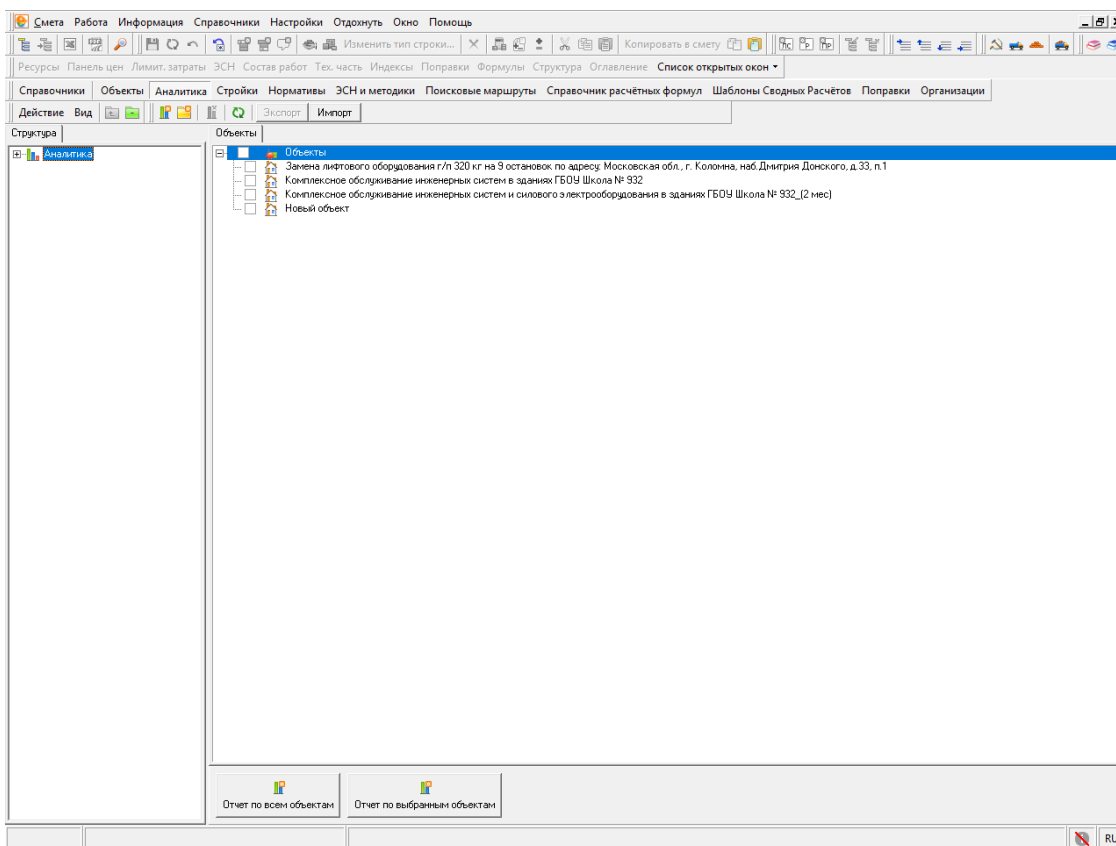 Смета Работа Информация Справочники Настройки Отдохнуть Окно Помощь
Изменить тип строки... Копировать в смету
Ресурсы Панель цен Лимит. затраты ЭСН Состав работ Тех. часть Индексы Поправки Формулы Структура Оглавление Список открытых окон
Справочники Объекты Аналитика Стройки Нормативы ЭСН и методики Поисковые маршруты Справочник расчётных формул Шаблоны Сводных Расчётов Поправки Организации
Действие Вид Экспорт Импорт
Структура Объекты
Аналитика Объекты
Замена лифтового оборудования г/п 320 кг на 9 остановок по адресу: Московская обл., г. Коломна, наб.Дмитрия Донского, д.33, п.1
Комплексное обслуживание инженерных систем в зданиях ГБОУ Школа № 932
Комплексное обслуживание инженерных систем и силового электрооборудования в зданиях ГБОУ Школа № 932_(2 мес)
Новый объект
Отчет по всем объектам Отчет по выбранным объектам
RU